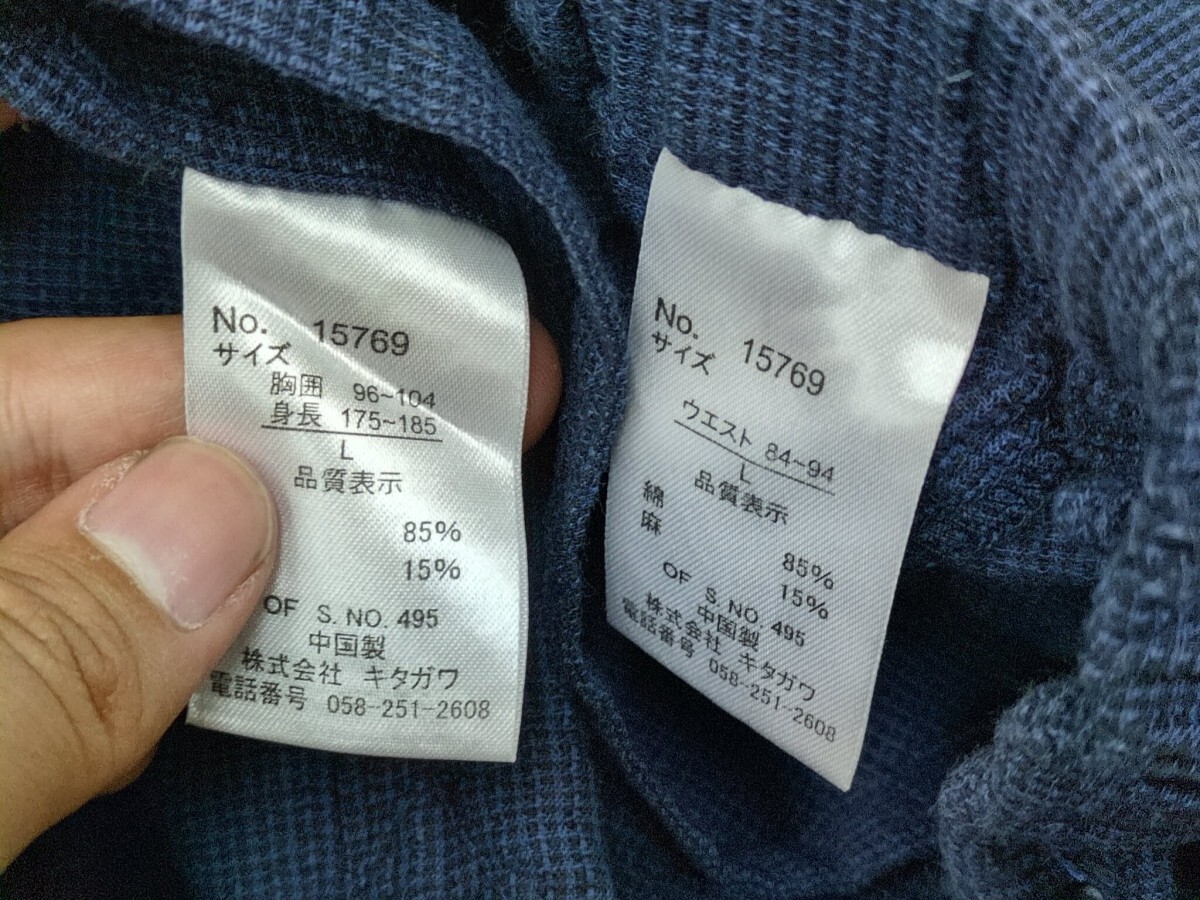 No. 15769
サイズ
胸囲 96~104
身長 175~185
L
品質表示
85%
15%
OF S. NO. 495
中国製
株式会社 キタガワ
電話番号 058-251-2608
No. 15769
サイズ
ウエスト 84~94
L
品質表示
綿 85%
麻 15%
OF S. NO. 495
中国製
株式会社 キタガワ
電話番号 058-251-2608